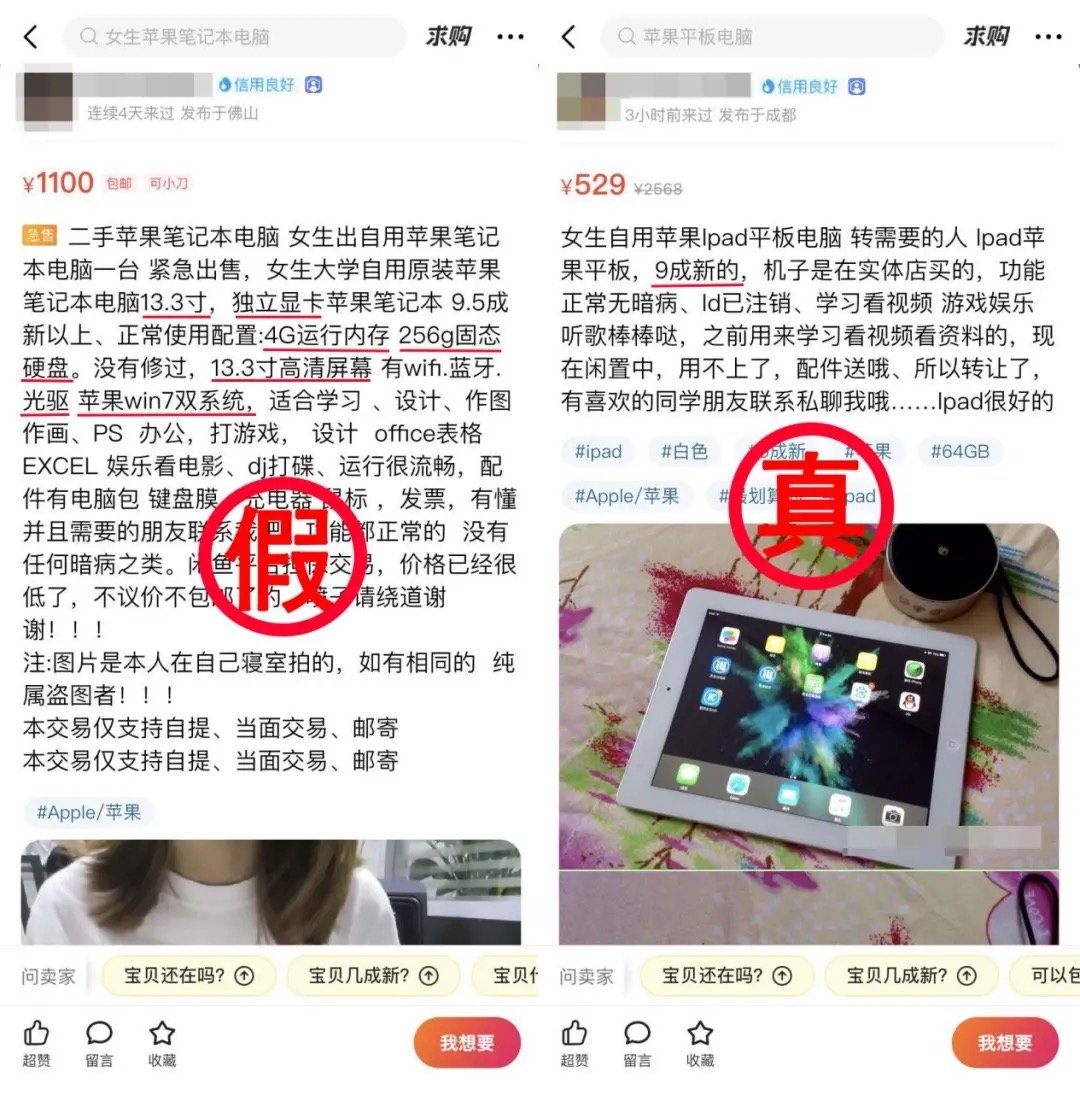 女生苹果笔记本电脑
求购
信用良好
连续4天来过 发布于佛山
¥1100 包邮 可小刀
急售 二手苹果笔记本电脑 女生出自用苹果笔记
本电脑一台 紧急出售，女生大学自用原装苹果
笔记本电脑13.3寸，独立显卡苹果笔记本 9.5成
新以上、正常使用配置:4G运行内存 256g固态
硬盘。没有修过，13.3寸高清屏幕 有wifi.蓝牙.
光驱 苹果win7双系统，适合学习 、设计、作图
作画、PS 办公，打游戏， 设计 office表格
EXCEL 娱乐看电影、dj打碟、运行很流畅，配
件有电脑包 键盘膜 充电器 鼠标 ，发票，有懂
并且需要的朋友联系我吧 功能都正常的 没有
任何暗病之类。闲鱼平台担保交易，价格已经很
低了，不议价不包邮了的 请绕道谢
谢！！！
注:图片是本人在自己寝室拍的，如有相同的 纯
属盗图者！！！
本交易仅支持自提、当面交易、邮寄
本交易仅支持自提、当面交易、邮寄
假
#Apple/苹果
问卖家
宝贝还在吗？
宝贝几成新？
宝贝
超赞
留言
收藏
我想要
苹果平板电脑
求购
信用良好
3小时前来过 发布于成都
¥529 ¥2568
女生自用苹果Ipad平板电脑 转需要的人 Ipad苹
果平板，9成新的，机子是在实体店买的，功能
正常无暗病、Id已注销、学习看视频 游戏娱乐
听歌棒棒哒，之前用来学习看视频看资料的，现
在闲置中，用不上了，配件送哦、所以转让了，
有喜欢的同学朋友联系私聊我哦......Ipad很好的
#ipad #白色 #9成新 #苹果 #64GB
#Apple/苹果 #最划算 ipad
真
问卖家
宝贝还在吗？
宝贝几成新？
可以包
超赞
留言
收藏
我想要